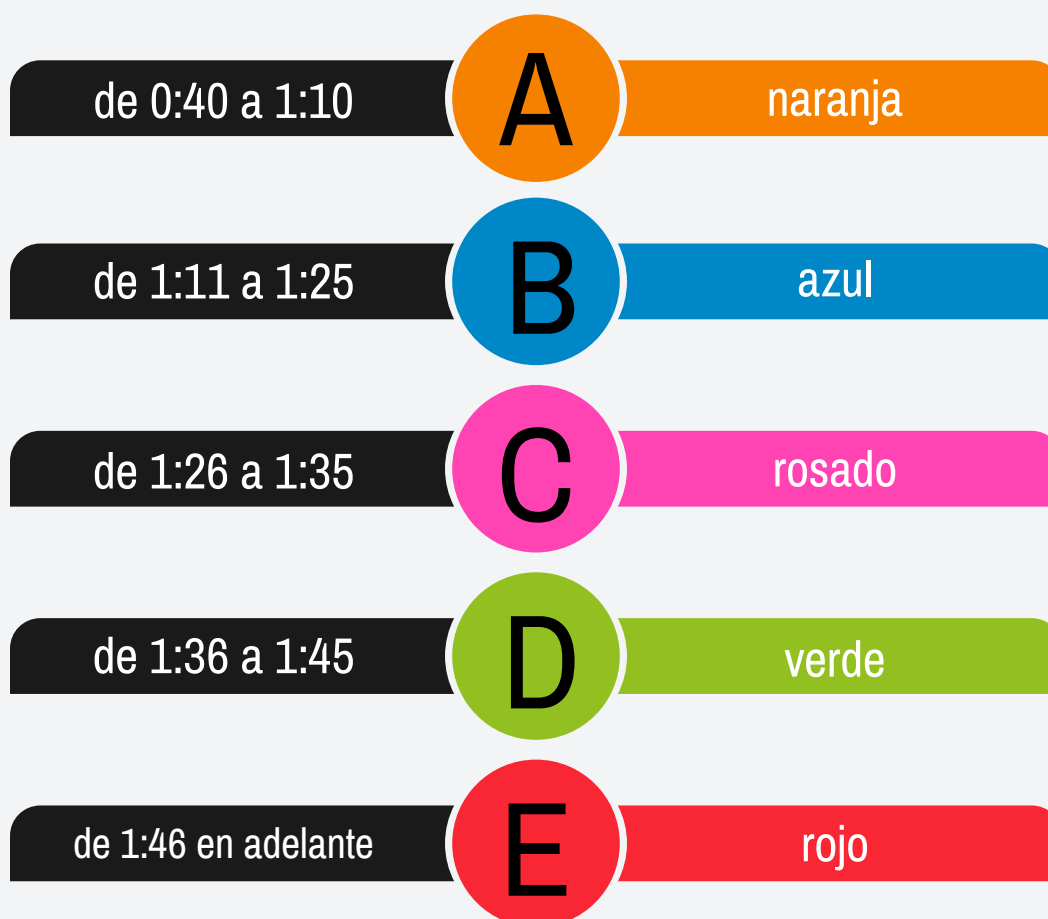 de 0:40 a 1:10 A naranja
de 1:11 a 1:25 B azul
de 1:26 a 1:35 C rosado
de 1:36 a 1:45 D verde
de 1:46 en adelante E rojo